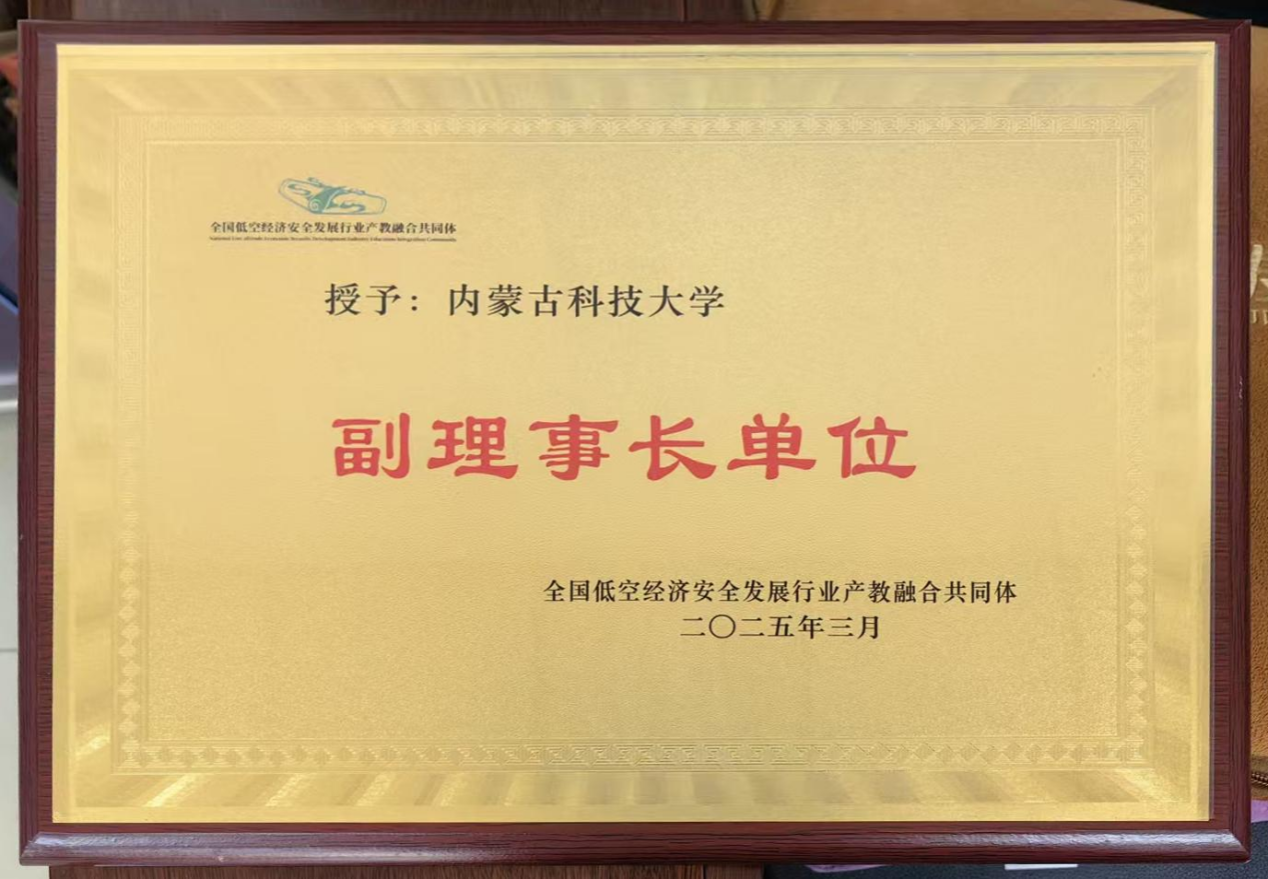 全国低空经济安全发展行业产教融合共同体
授予：内蒙古科技大学
副理事长单位
全国低空经济安全发展行业产教融合共同体
二〇二五年三月